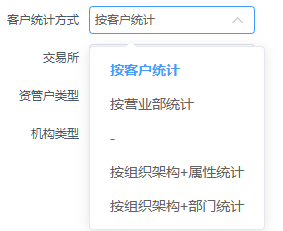 客户统计方式 按客户统计
交易所
按客户统计
资管户类型
按营业部统计
机构类型
-
按组织架构+属性统计
按组织架构+部门统计